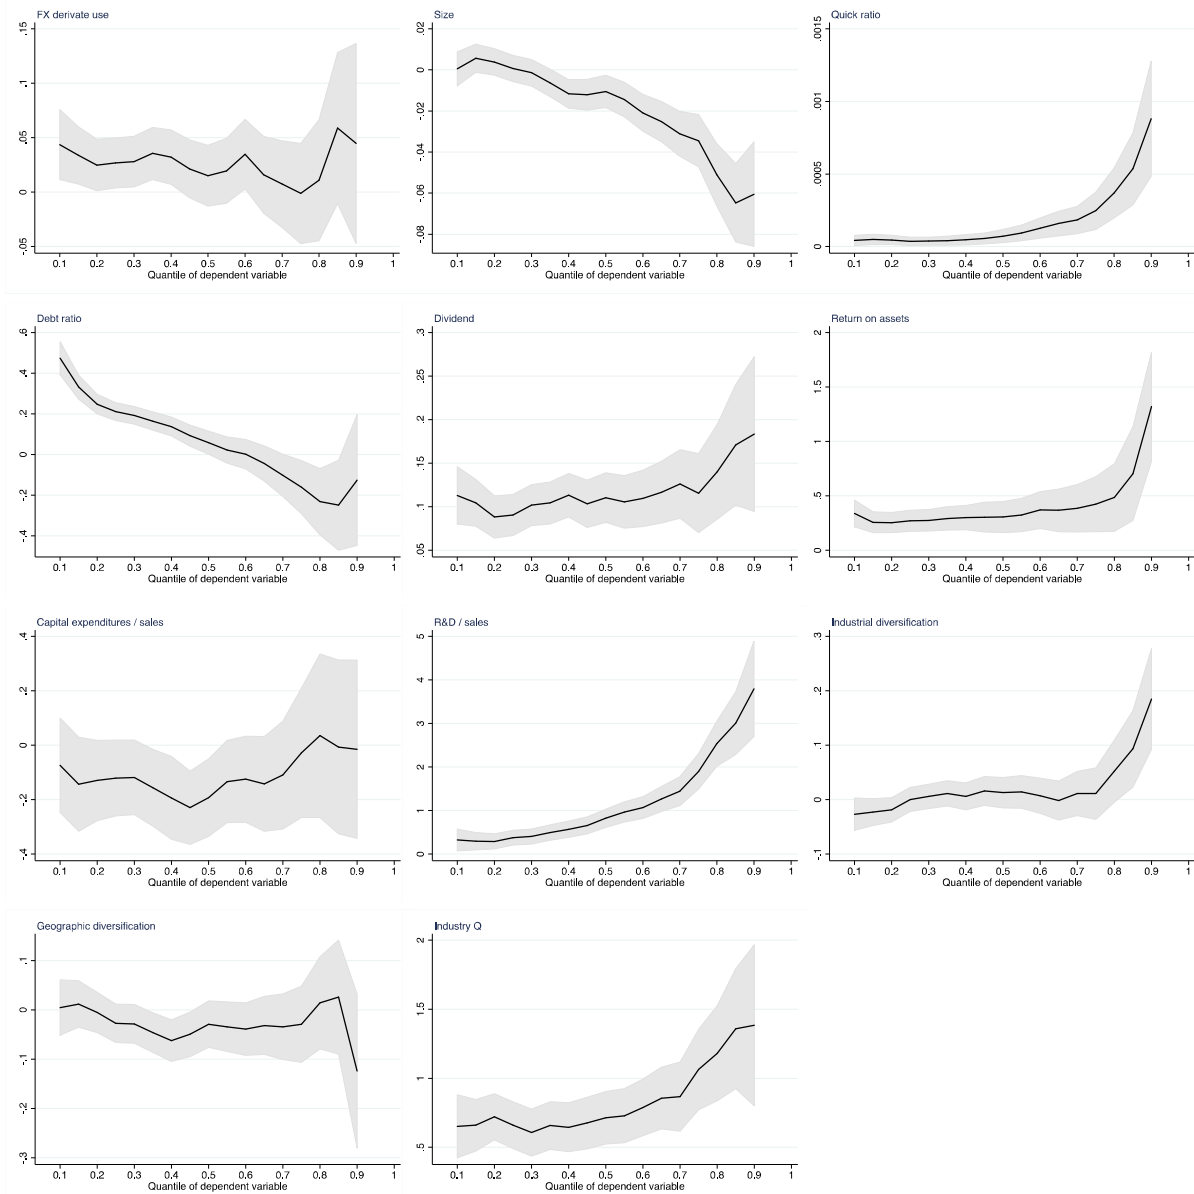 FX derivate use
.15
.1
.05
0
-.05
0.1 0.2 0.3 0.4 0.5 0.6 0.7 0.8 0.9 1
Quantile of dependent variable
Size
.02
0
-.02
-.04
-.06
-.08
0.1 0.2 0.3 0.4 0.5 0.6 0.7 0.8 0.9 1
Quantile of dependent variable
Quick ratio
.0015
.001
.0005
0
0.1 0.2 0.3 0.4 0.5 0.6 0.7 0.8 0.9 1
Quantile of dependent variable
Debt ratio
.6
.4
.2
0
-.2
-.4
0.1 0.2 0.3 0.4 0.5 0.6 0.7 0.8 0.9 1
Quantile of dependent variable
Dividend
.3
.25
.2
.15
.1
.05
0.1 0.2 0.3 0.4 0.5 0.6 0.7 0.8 0.9 1
Quantile of dependent variable
Return on assets
2
1.5
1
.5
0
0.1 0.2 0.3 0.4 0.5 0.6 0.7 0.8 0.9 1
Quantile of dependent variable
Capital expenditures / sales
.4
.2
0
-.2
-.4
0.1 0.2 0.3 0.4 0.5 0.6 0.7 0.8 0.9 1
Quantile of dependent variable
R&D / sales
5
4
3
2
1
0
0.1 0.2 0.3 0.4 0.5 0.6 0.7 0.8 0.9 1
Quantile of dependent variable
Industrial diversification
.3
.2
.1
0
-.1
0.1 0.2 0.3 0.4 0.5 0.6 0.7 0.8 0.9 1
Quantile of dependent variable
Geographic diversification
.1
0
-.1
-.2
-.3
0.1 0.2 0.3 0.4 0.5 0.6 0.7 0.8 0.9 1
Quantile of dependent variable
Industry Q
2
1.5
1
.5
0.1 0.2 0.3 0.4 0.5 0.6 0.7 0.8 0.9 1
Quantile of dependent variable